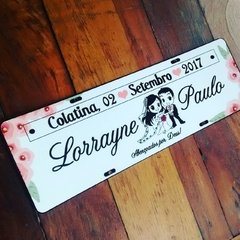 Colatina, 02 Setembro 2017
Lorrayne Paulo
Abençoados por Deus!